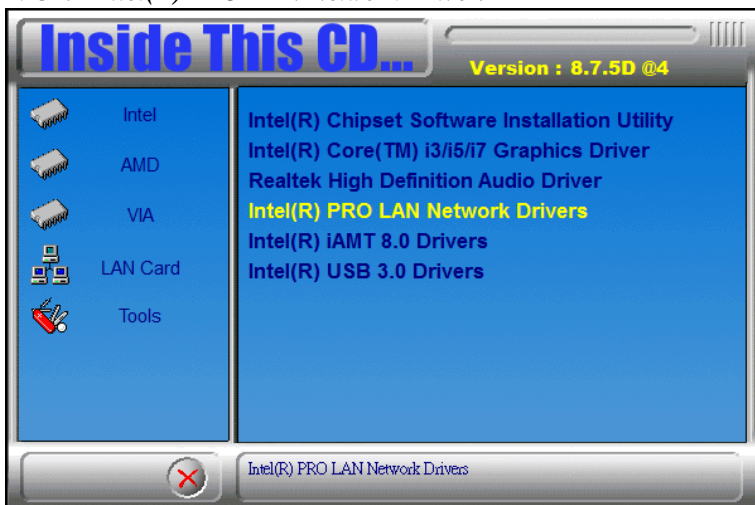 Inside This CD...
Version : 8.7.5D @4
Intel
AMD
VIA
LAN Card
Tools
Intel(R) Chipset Software Installation Utility
Intel(R) Core(TM) i3/i5/i7 Graphics Driver
Realtek High Definition Audio Driver
Intel(R) PRO LAN Network Drivers
Intel(R) iAMT 8.0 Drivers
Intel(R) USB 3.0 Drivers
Intel(R) PRO LAN Network Drivers